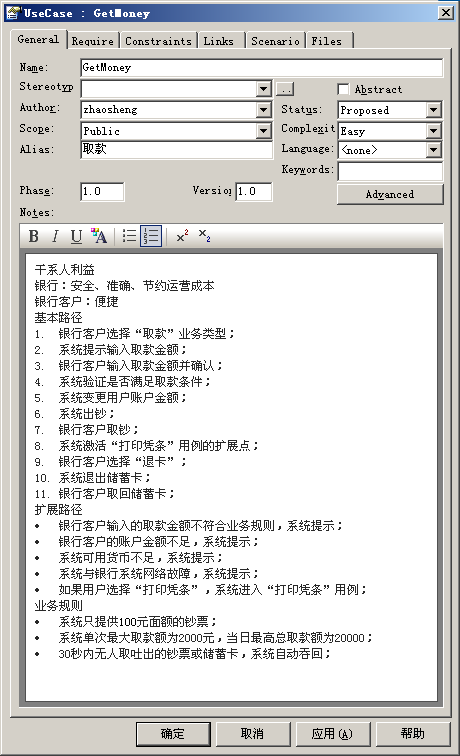 UseCase : GetMoney
General Require Constraints Links Scenario Files
Name: GetMoney
Stereotyp .. Abstract
Author: zhaosheng Status: Proposed
Scope: Public Complexit Easy
Alias: 取款 Language: <none>
Keywords:
Phase: 1.0 Version 1.0 Advanced
Notes:
B I U A x² x₂
干系人利益
银行：安全、准确、节约运营成本
银行客户：便捷
基本路径
1. 银行客户选择“取款”业务类型；
2. 系统提示输入取款金额；
3. 银行客户输入取款金额并确认；
4. 系统验证是否满足取款条件；
5. 系统变更用户账户金额；
6. 系统出钞；
7. 银行客户取钞；
8. 系统激活“打印凭条”用例的扩展点；
9. 银行客户选择“退卡”；
10. 系统退出储蓄卡；
11. 银行客户取回储蓄卡；
扩展路径
• 银行客户输入的取款金额不符合业务规则，系统提示；
• 银行客户的账户金额不足，系统提示；
• 系统可用货币不足，系统提示；
• 系统与银行系统网络故障，系统提示；
• 如果用户选择“打印凭条”，系统进入“打印凭条”用例；
业务规则
• 系统只提供100元面额的钞票；
• 系统单次最大取款额为2000元，当日最高总取款额为20000；
• 30秒内无人取吐出的钞票或储蓄卡，系统自动吞回；
确定 取消 应用(A) 帮助